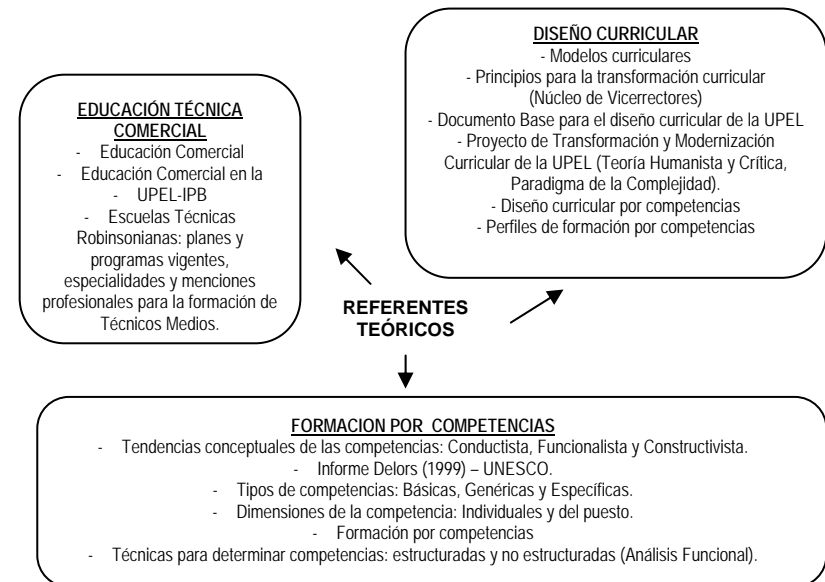 DISEÑO CURRICULAR
- Modelos curriculares
- Principios para la transformación curricular
(Núcleo de Vicerrectores)
- Documento Base para el diseño curricular de la UPEL
- Proyecto de Transformación y Modernización
Curricular de la UPEL (Teoría Humanista y Crítica,
Paradigma de la Complejidad).
- Diseño curricular por competencias
- Perfiles de formación por competencias
EDUCACIÓN TÉCNICA
COMERCIAL
- Educación Comercial
- Educación Comercial en la
- UPEL-IPB
- Escuelas Técnicas
Robinsonianas: planes y
programas vigentes,
especialidades y menciones
profesionales para la formación de
Técnicos Medios.
REFERENTES
TEÓRICOS
FORMACION POR COMPETENCIAS
- Tendencias conceptuales de las competencias: Conductista, Funcionalista y Constructivista.
- Informe Delors (1999) – UNESCO.
- Tipos de competencias: Básicas, Genéricas y Específicas.
- Dimensiones de la competencia: Individuales y del puesto.
- Formación por competencias
- Técnicas para determinar competencias: estructuradas y no estructuradas (Análisis Funcional).